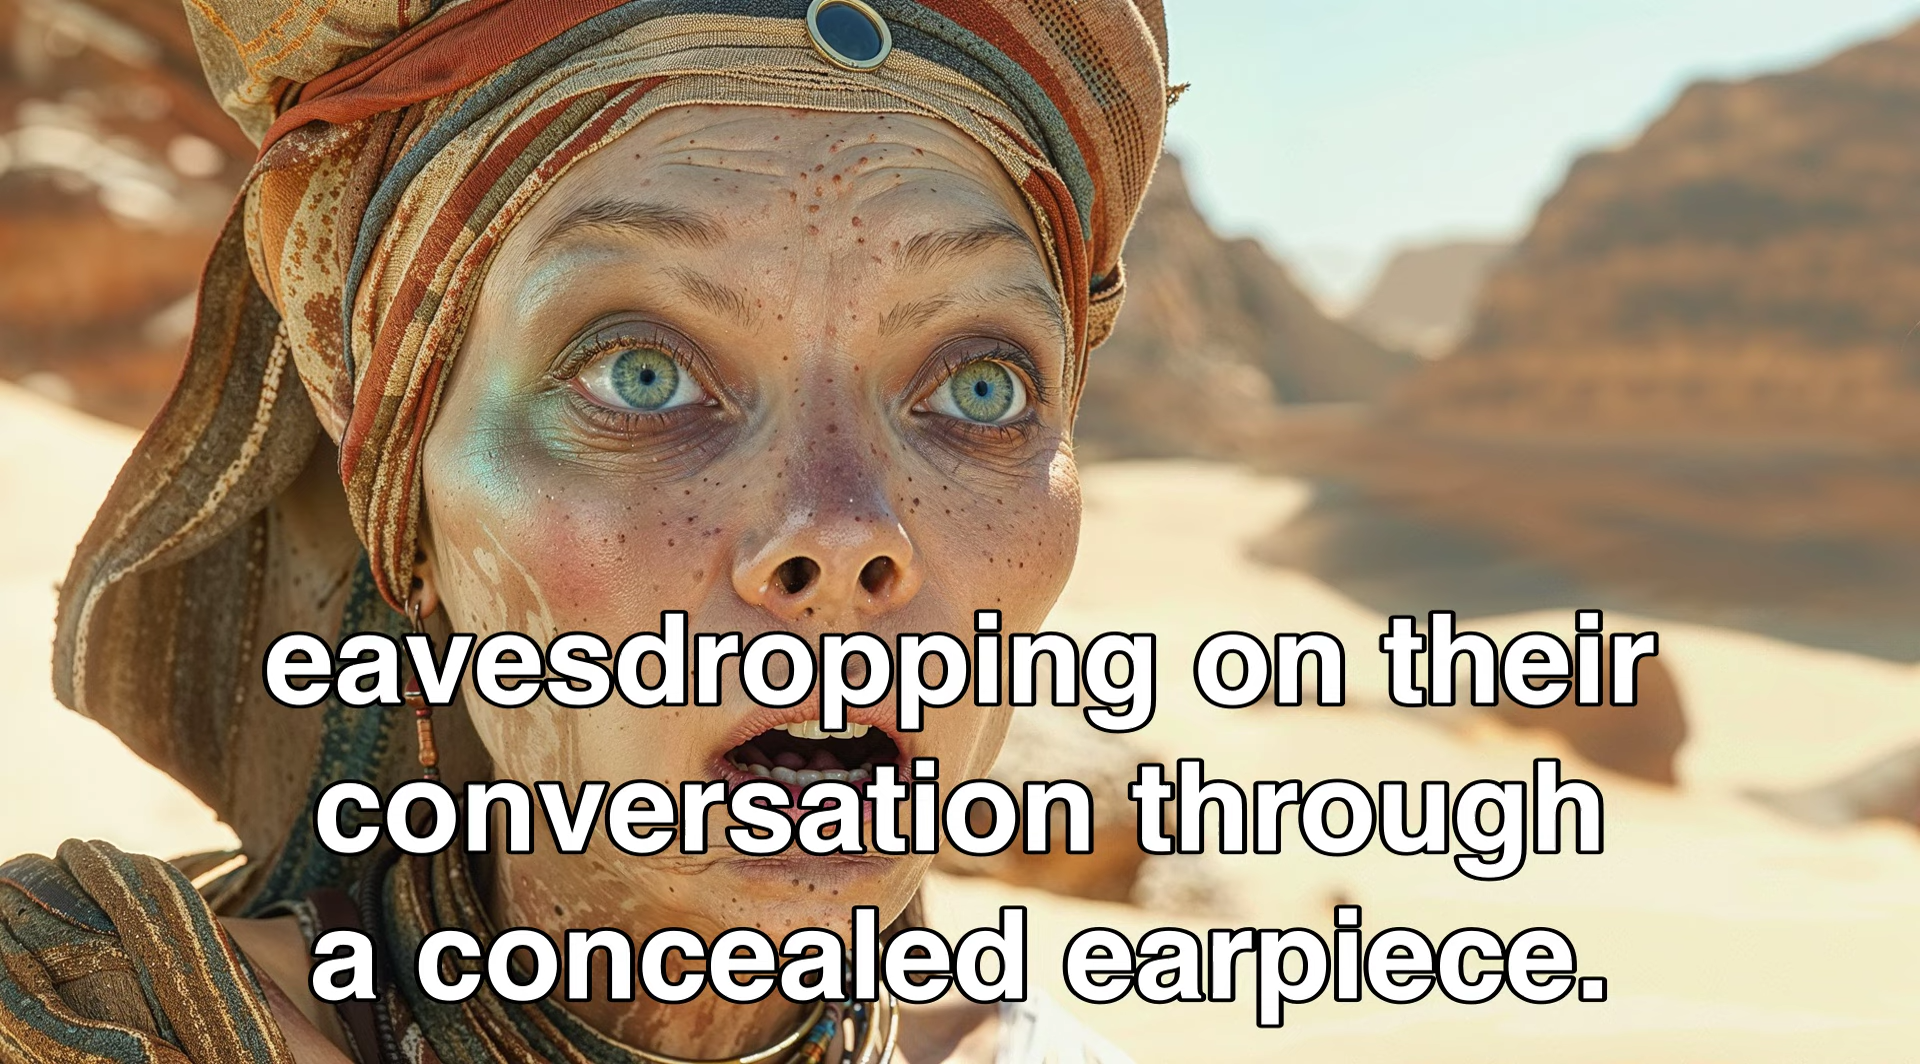 eavesdropping on their
conversation through
a concealed earpiece.